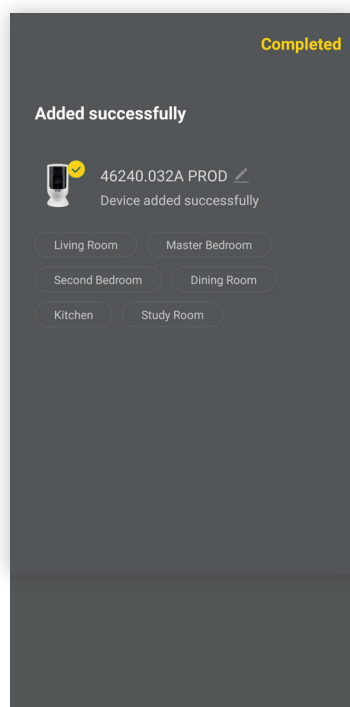 Completed
Added successfully
46240.032A PROD
Device added successfully
Living Room Master Bedroom
Second Bedroom Dining Room
Kitchen Study Room